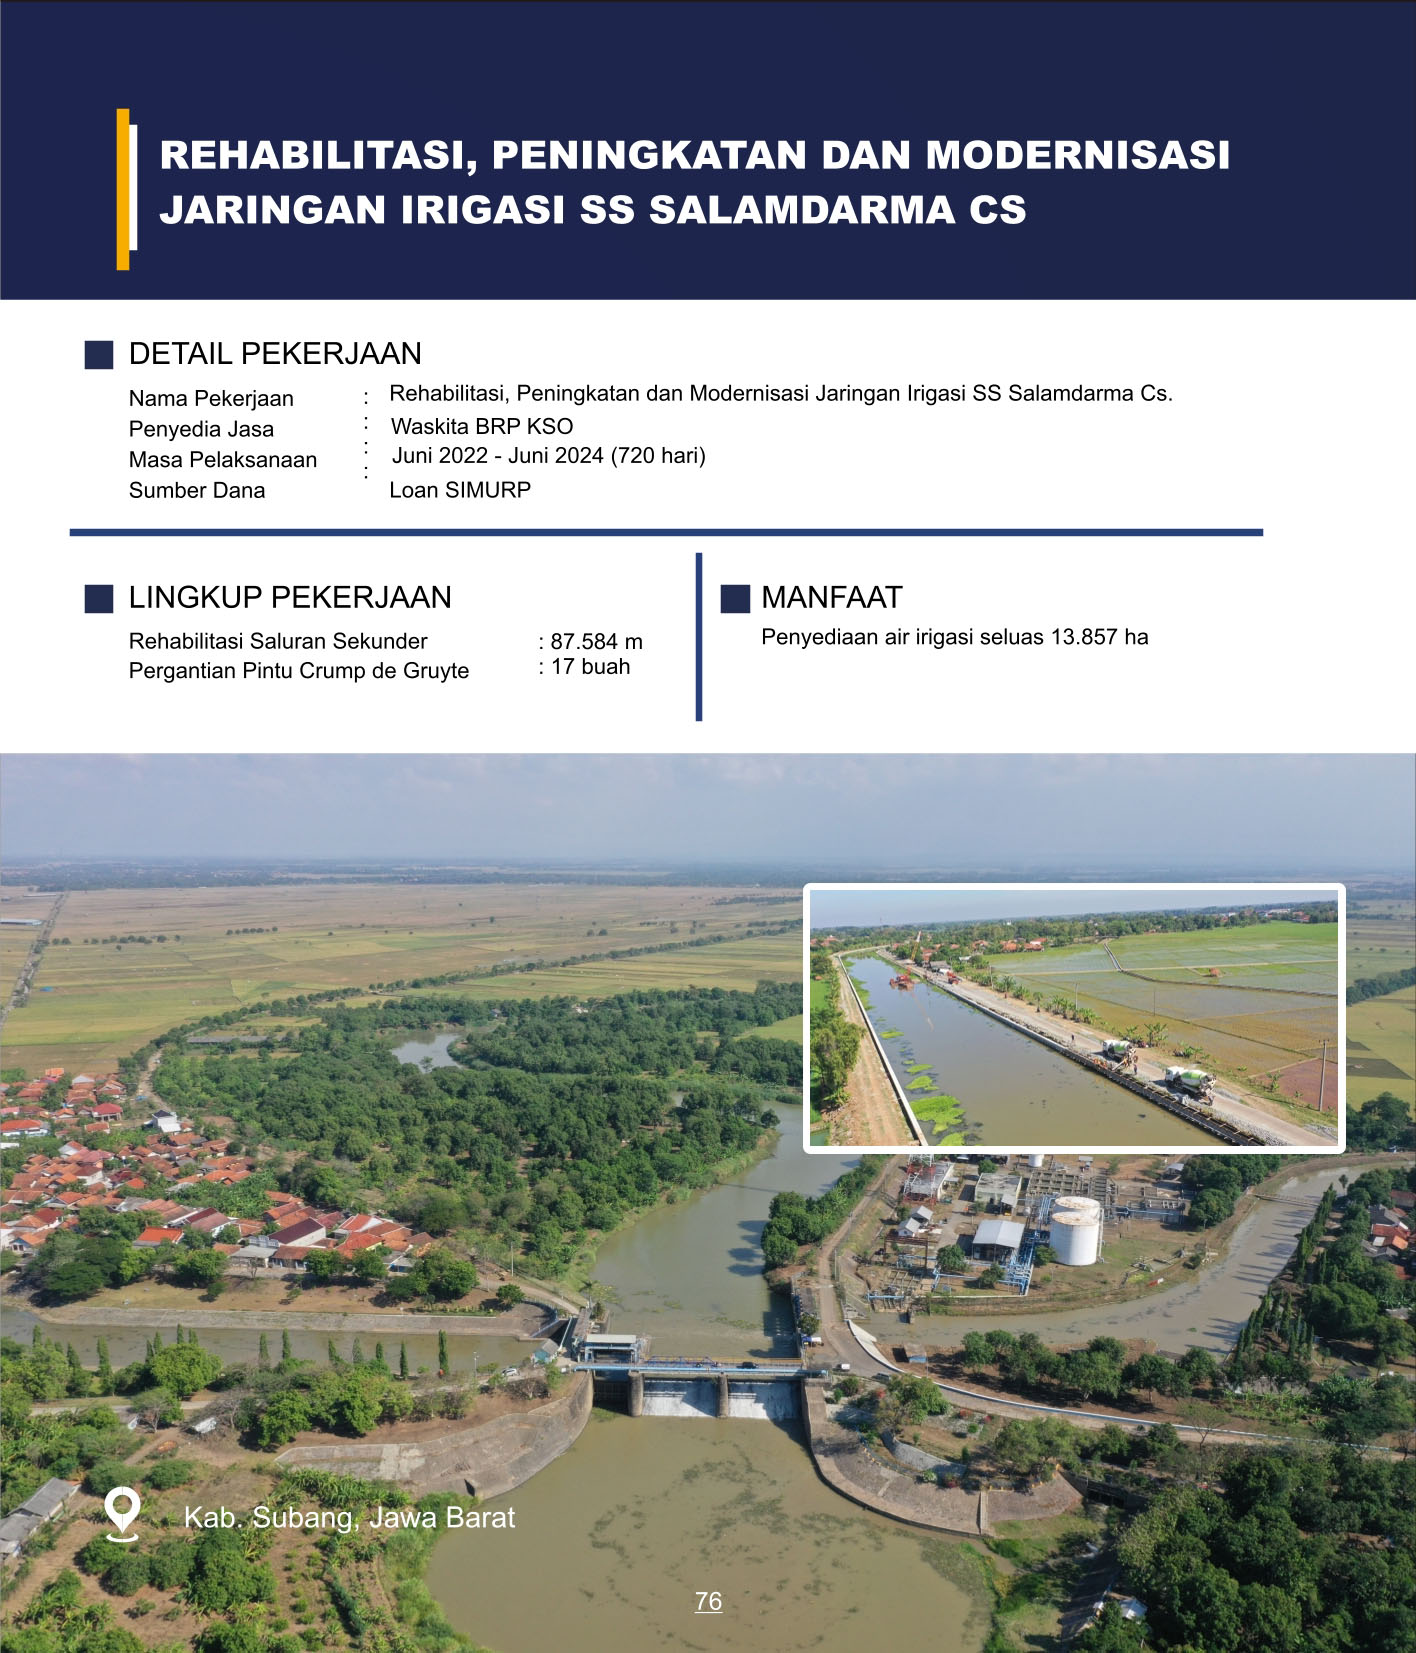 REHABILITASI, PENINGKATAN DAN MODERNISASI
JARINGAN IRIGASI SS SALAMDARMA CS
DETAIL PEKERJAAN
Nama Pekerjaan : Rehabilitasi, Peningkatan dan Modernisasi Jaringan Irigasi SS Salamdarma Cs.
Penyedia Jasa : Waskita BRP KSO
Masa Pelaksanaan : Juni 2022 - Juni 2024 (720 hari)
Sumber Dana : Loan SIMURP
LINGKUP PEKERJAAN
Rehabilitasi Saluran Sekunder : 87.584 m
Pergantian Pintu Crump de Gruyte : 17 buah
MANFAAT
Penyediaan air irigasi seluas 13.857 ha
Kab. Subang, Jawa Barat
76